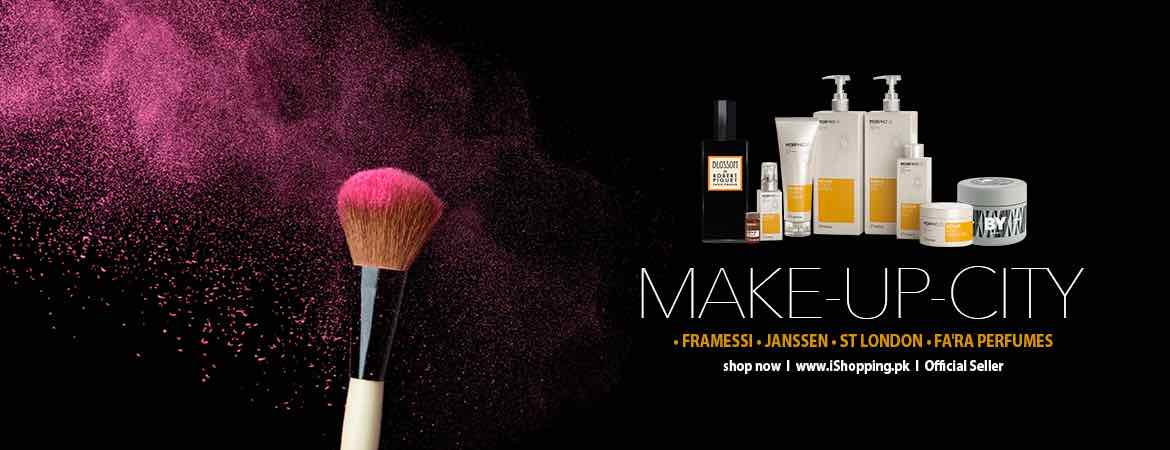 BLOSSOM
ROBERT
PIGUET
BY
MAKE-UP-CITY
• FRAMESSI • JANSSEN • ST LONDON • FA'RA PERFUMES
shop now | www.iShopping.pk | Official Seller